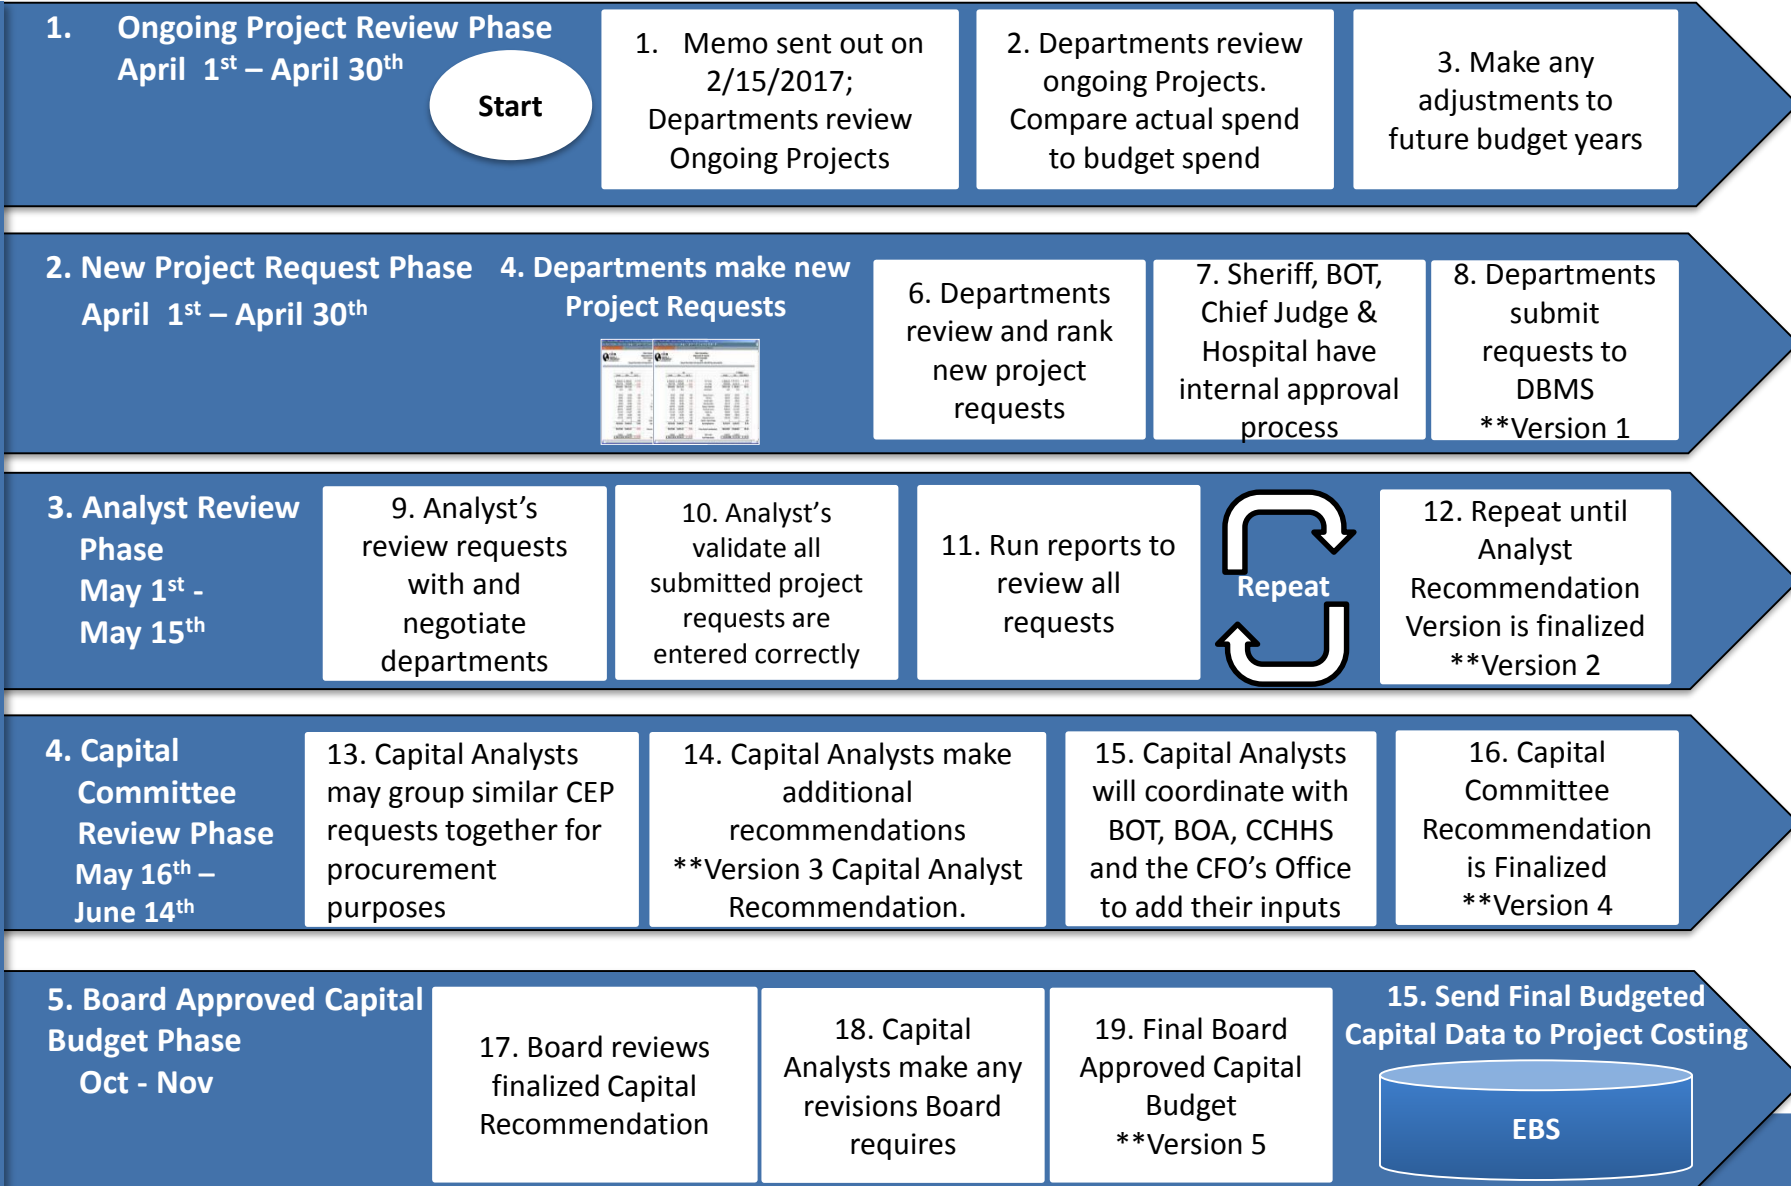 1. Ongoing Project Review Phase
April 1st – April 30th
Start
1. Memo sent out on
2/15/2017;
Departments review
Ongoing Projects
2. Departments review
ongoing Projects.
Compare actual spend
to budget spend
3. Make any
adjustments to
future budget years
2. New Project Request Phase
April 1st – April 30th
4. Departments make new
Project Requests
6. Departments
review and rank
new project
requests
7. Sheriff, BOT,
Chief Judge &
Hospital have
internal approval
process
8. Departments
submit
requests to
DBMS
**Version 1
3. Analyst Review
Phase
May 1st -
May 15th
9. Analyst’s
review requests
with and
negotiate
departments
10. Analyst’s
validate all
submitted project
requests are
entered correctly
11. Run reports to
review all
requests
Repeat
12. Repeat until
Analyst
Recommendation
Version is finalized
**Version 2
4. Capital
Committee
Review Phase
May 16th –
June 14th
13. Capital Analysts
may group similar CEP
requests together for
procurement
purposes
14. Capital Analysts make
additional
recommendations
**Version 3 Capital Analyst
Recommendation.
15. Capital Analysts
will coordinate with
BOT, BOA, CCHHS
and the CFO’s Office
to add their inputs
16. Capital
Committee
Recommendation
is Finalized
**Version 4
5. Board Approved Capital
Budget Phase
Oct - Nov
17. Board reviews
finalized Capital
Recommendation
18. Capital
Analysts make any
revisions Board
requires
19. Final Board
Approved Capital
Budget
**Version 5
15. Send Final Budgeted
Capital Data to Project Costing
EBS